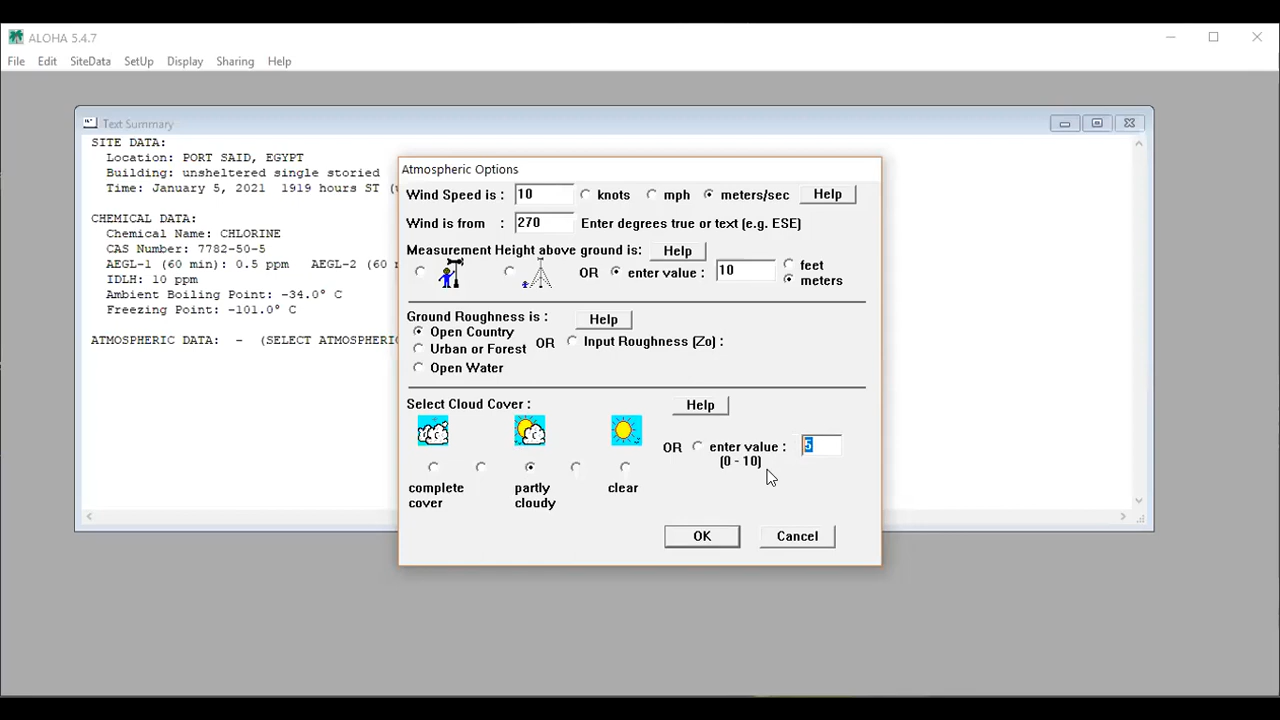 ALOHA 5.4.7
File Edit SiteData SetUp Display Sharing Help
Text Summary
SITE DATA:
Location: PORT SAID, EGYPT
Building: unsheltered single storied
Time: January 5, 2021 1919 hours ST (u
CHEMICAL DATA:
Chemical Name: CHLORINE
CAS Number: 7782-50-5
AEGL-1 (60 min): 0.5 ppm AEGL-2 (60 m
IDLH: 10 ppm
Ambient Boiling Point: -34.0° C
Freezing Point: -101.0° C
ATMOSPHERIC DATA: - (SELECT ATMOSPHERIC
Atmospheric Options
Wind Speed is : 10 knots mph meters/sec Help
Wind is from : 270 Enter degrees true or text (e.g. ESE)
Measurement Height above ground is: Help
OR enter value : 10 feet
meters
Ground Roughness is : Help
Open Country
Urban or Forest OR Input Roughness (Zo) :
Open Water
Select Cloud Cover : Help
OR enter value : 5
(0 - 10)
complete cover
partly cloudy
clear
OK Cancel